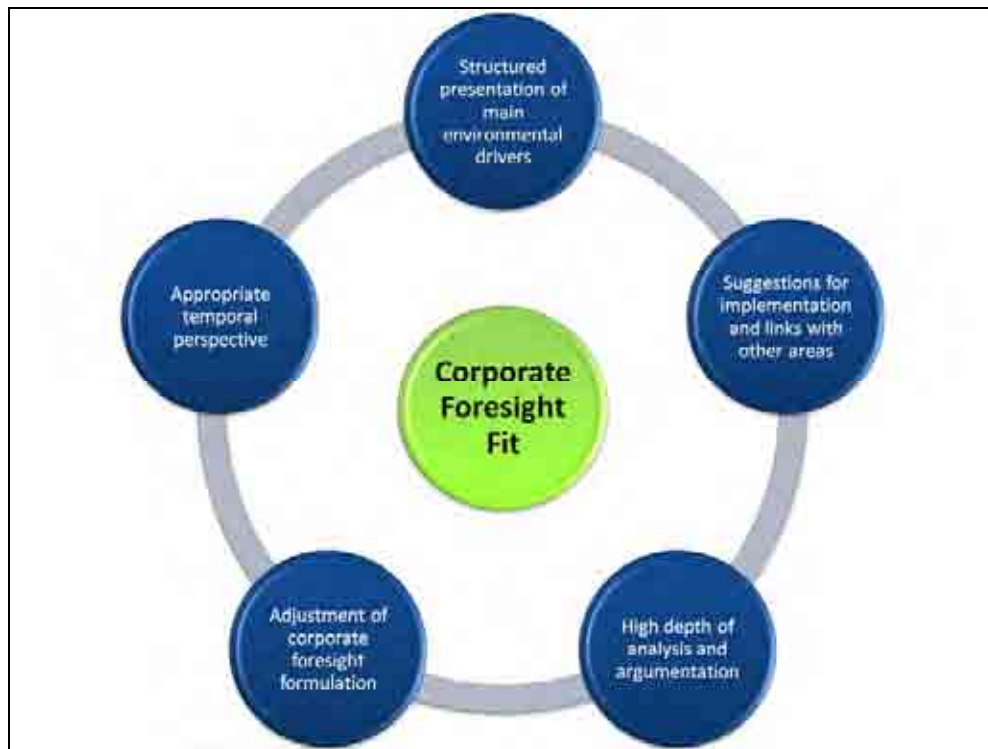 Structured
presentation of
main
environmental
drivers
Suggestions for
implementation
and links with
other areas
High depth of
analysis and
argumentation
Adjustment of
corporate
foresight
formulation
Appropriate
temporal
perspective
Corporate
Foresight
Fit